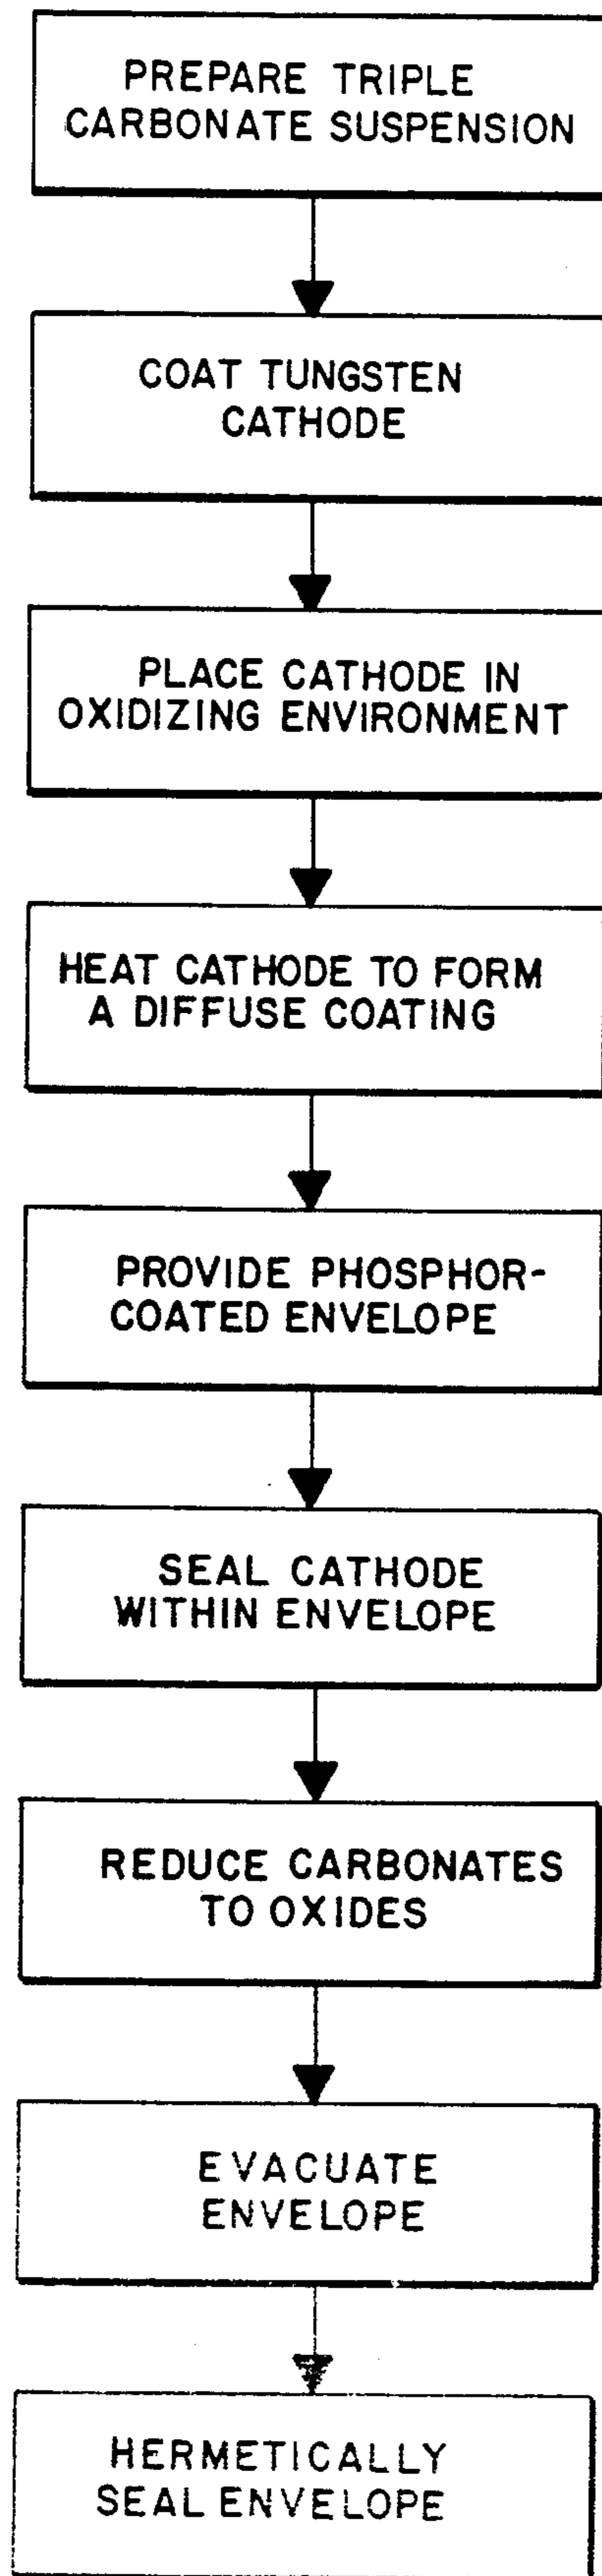 PREPARE TRIPLE
CARBONATE SUSPENSION
COAT TUNGSTEN
CATHODE
PLACE CATHODE IN
OXIDIZING ENVIRONMENT
HEAT CATHODE TO FORM
A DIFFUSE COATING
PROVIDE PHOSPHOR-
COATED ENVELOPE
SEAL CATHODE
WITHIN ENVELOPE
REDUCE CARBONATES
TO OXIDES
EVACUATE
ENVELOPE
HERMETICALLY
SEAL ENVELOPE